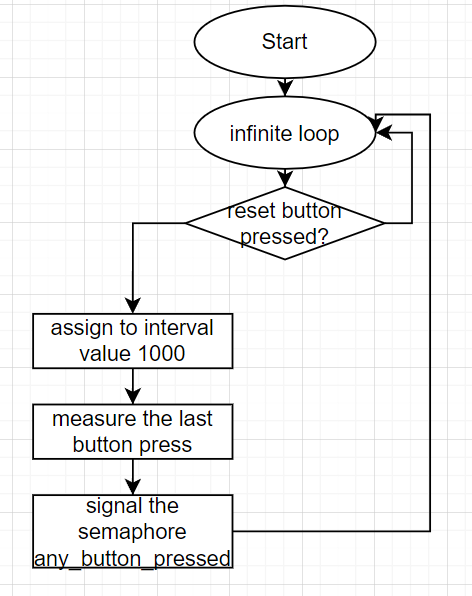 Start
infinite loop
reset button
pressed?
assign to interval
value 1000
measure the last
button press
signal the
semaphore
any_button_pressed